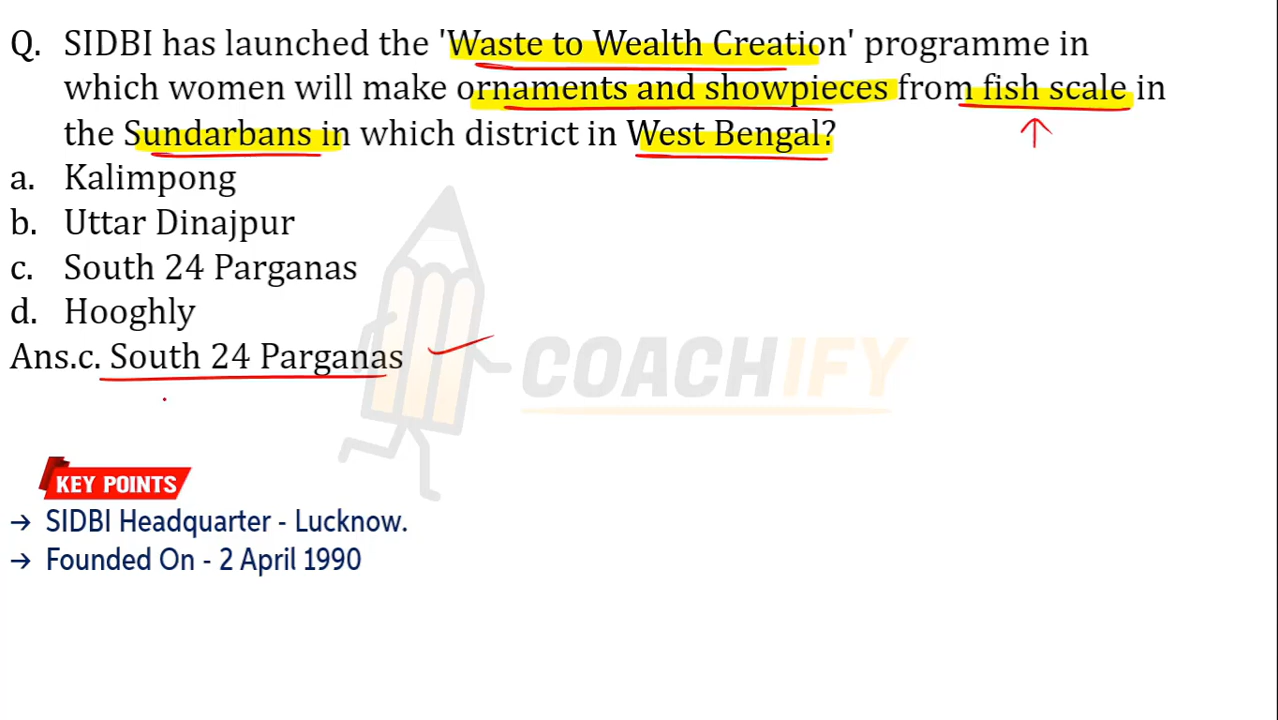 Q. SIDBI has launched the 'Waste to Wealth Creation' programme in
which women will make ornaments and showpieces from fish scale in
the Sundarbans in which district in West Bengal?
a. Kalimpong
b. Uttar Dinajpur
c. South 24 Parganas
d. Hooghly
Ans.c. South 24 Parganas
COACHIFY
KEY POINTS
→ SIDBI Headquarter - Lucknow.
→ Founded On - 2 April 1990